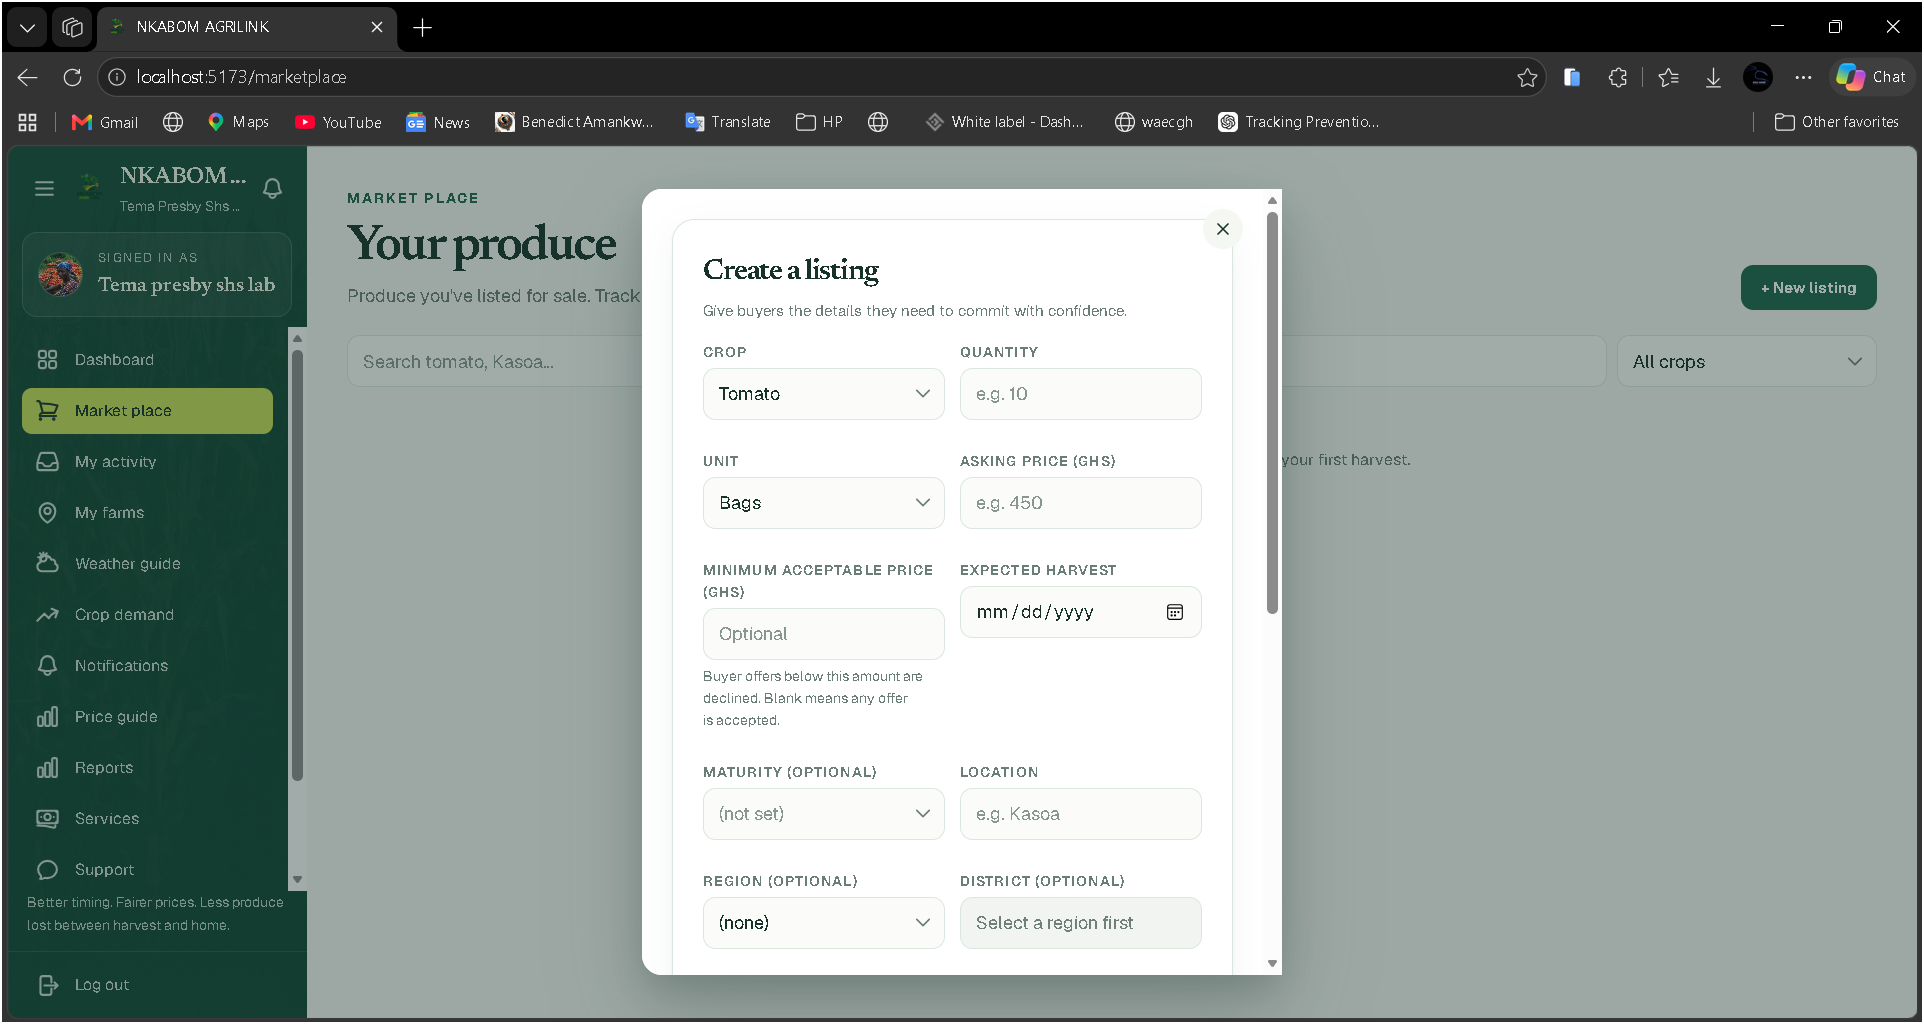 NKABOM AGRILINK
localhost:5173/marketplace
Chat
Gmail
Maps
YouTube
News
Benedict Amankw...
Translate
HP
White label - Dash...
waecgh
Tracking Preventio...
Other favorites
NKABOM...
Tema Presby Shs ...
SIGNED IN AS
Tema presby shs lab
Dashboard
Market place
My activity
My farms
Weather guide
Crop demand
Notifications
Price guide
Reports
Services
Support
Better timing. Fairer prices. Less produce
lost between harvest and home.
Log out
MARKET PLACE
Your produce
Produce you've listed for sale. Track
+ New listing
Search tomato, Kasoa...
All crops
your first harvest.
Create a listing
Give buyers the details they need to commit with confidence.
CROP
Tomato
QUANTITY
e.g. 10
UNIT
Bags
ASKING PRICE (GHS)
e.g. 450
MINIMUM ACCEPTABLE PRICE
(GHS)
Optional
Buyer offers below this amount are
declined. Blank means any offer
is accepted.
EXPECTED HARVEST
mm/dd/yyyy
MATURITY (OPTIONAL)
(not set)
LOCATION
e.g. Kasoa
REGION (OPTIONAL)
(none)
DISTRICT (OPTIONAL)
Select a region first